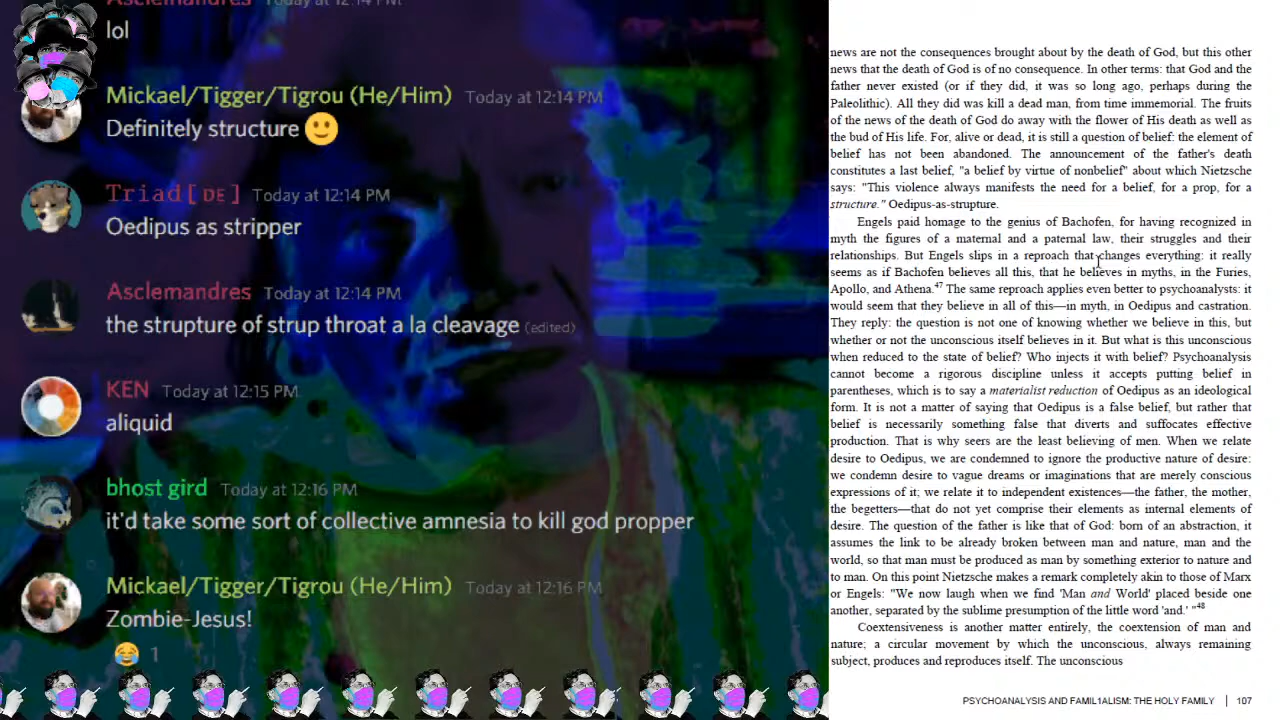 Asclemandres Today at 12:14 PM
lol
Mickael/Tigger/Tigrou (He/Him) Today at 12:14 PM
Definitely structure 🙂
Triad[DE] Today at 12:14 PM
Oedipus as stripper
Asclemandres Today at 12:14 PM
the strupture of strup throat a la cleavage (edited)
KEN Today at 12:15 PM
aliquid
bhost gird Today at 12:16 PM
it'd take some sort of collective amnesia to kill god propper
Mickael/Tigger/Tigrou (He/Him) Today at 12:16 PM
Zombie-Jesus!
😂 1
news are not the consequences brought about by the death of God, but this other
news that the death of God is of no consequence. In other terms: that God and the
father never existed (or if they did, it was so long ago, perhaps during the
Paleolithic). All they did was kill a dead man, from time immemorial. The fruits
of the news of the death of God do away with the flower of His death as well as
the bud of His life. For, alive or dead, it is still a question of belief: the element of
belief has not been abandoned. The announcement of the father's death
constitutes a last belief, "a belief by virtue of nonbelief" about which Nietzsche
says: "This violence always manifests the need for a belief, for a prop, for a
structure." Oedipus-as-strupture.
Engels paid homage to the genius of Bachofen, for having recognized in
myth the figures of a maternal and a paternal law, their struggles and their
relationships. But Engels slips in a reproach that changes everything: it really
seems as if Bachofen believes all this, that he believes in myths, in the Furies,
Apollo, and Athena.47 The same reproach applies even better to psychoanalysts: it
would seem that they believe in all of this—in myth, in Oedipus and castration.
They reply: the question is not one of knowing whether we believe in this, but
whether or not the unconscious itself believes in it. But what is this unconscious
when reduced to the state of belief? Who injects it with belief? Psychoanalysis
cannot become a rigorous discipline unless it accepts putting belief in
parentheses, which is to say a materialist reduction of Oedipus as an ideological
form. It is not a matter of saying that Oedipus is a false belief, but rather that
belief is necessarily something false that diverts and suffocates effective
production. That is why seers are the least believing of men. When we relate
desire to Oedipus, we are condemned to ignore the productive nature of desire:
we condemn desire to vague dreams or imaginations that are merely conscious
expressions of it; we relate it to independent existences—the father, the mother,
the begetters—that do not yet comprise their elements as internal elements of
desire. The question of the father is like that of God: born of an abstraction, it
assumes the link to be already broken between man and nature, man and the
world, so that man must be produced as man by something exterior to nature and
to man. On this point Nietzsche makes a remark completely akin to those of Marx
or Engels: "We now laugh when we find 'Man and World' placed beside one
another, separated by the sublime presumption of the little word 'and.' "48
Coextensiveness is another matter entirely, the coextension of man and
nature; a circular movement by which the unconscious, always remaining
subject, produces and reproduces itself. The unconscious
PSYCHOANALYSIS AND FAMIL1ALISM: THE HOLY FAMILY | 107